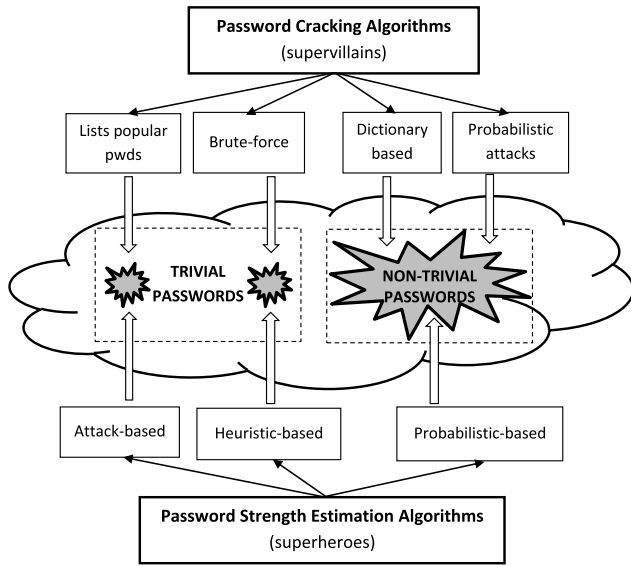 Password Cracking Algorithms
(supervillains)
Lists popular
pwds
Brute-force
Dictionary
based
Probabilistic
attacks
TRIVIAL
PASSWORDS
NON-TRIVIAL
PASSWORDS
Attack-based
Heuristic-based
Probabilistic-based
Password Strength Estimation Algorithms
(superheroes)